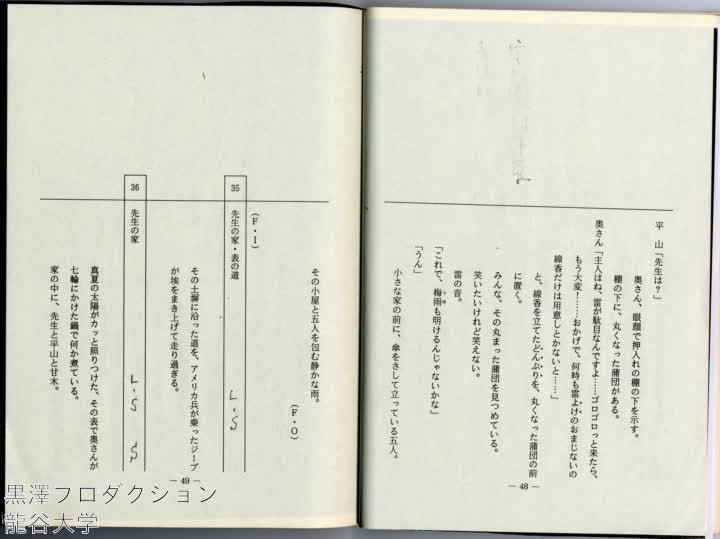 平　山「先生は？」
奥さん、眼顔で押入れの棚の下を示す。
棚の下に、丸くなった蒲団がある。
奥さん「主人はね、雷が駄目なんですよ……ゴロゴロっと来たら、
もう大変！……おかげで、何時も雷よけのおまじないの
線香だけは用意しとかないと……」
と、線香を立てたどんぶりを、丸くなった蒲団の前
に置く。
みんな、その丸まった蒲団を見つめている。
笑いたいけれど笑えない。
雷の音。
「これで、梅雨も明けるんじゃないかな」
「うん」
小さな家の前に、傘をさして立っている五人。
— 48 —
その小屋と五人を包む静かな雨。
（F・O）
（F・I）
35 先生の家・表の道 L・S
その土塀に沿った道を、アメリカ兵が乗ったジープ
が埃をまき上げて走り過ぎる。
36 先生の家 L・S S
真夏の太陽がカッと照りつけた、その表で奥さんが
七輪にかけた鍋で何か煮ている。
家の中に、先生と平山と甘木。
— 49 —
黒澤プロダクション
龍谷大学